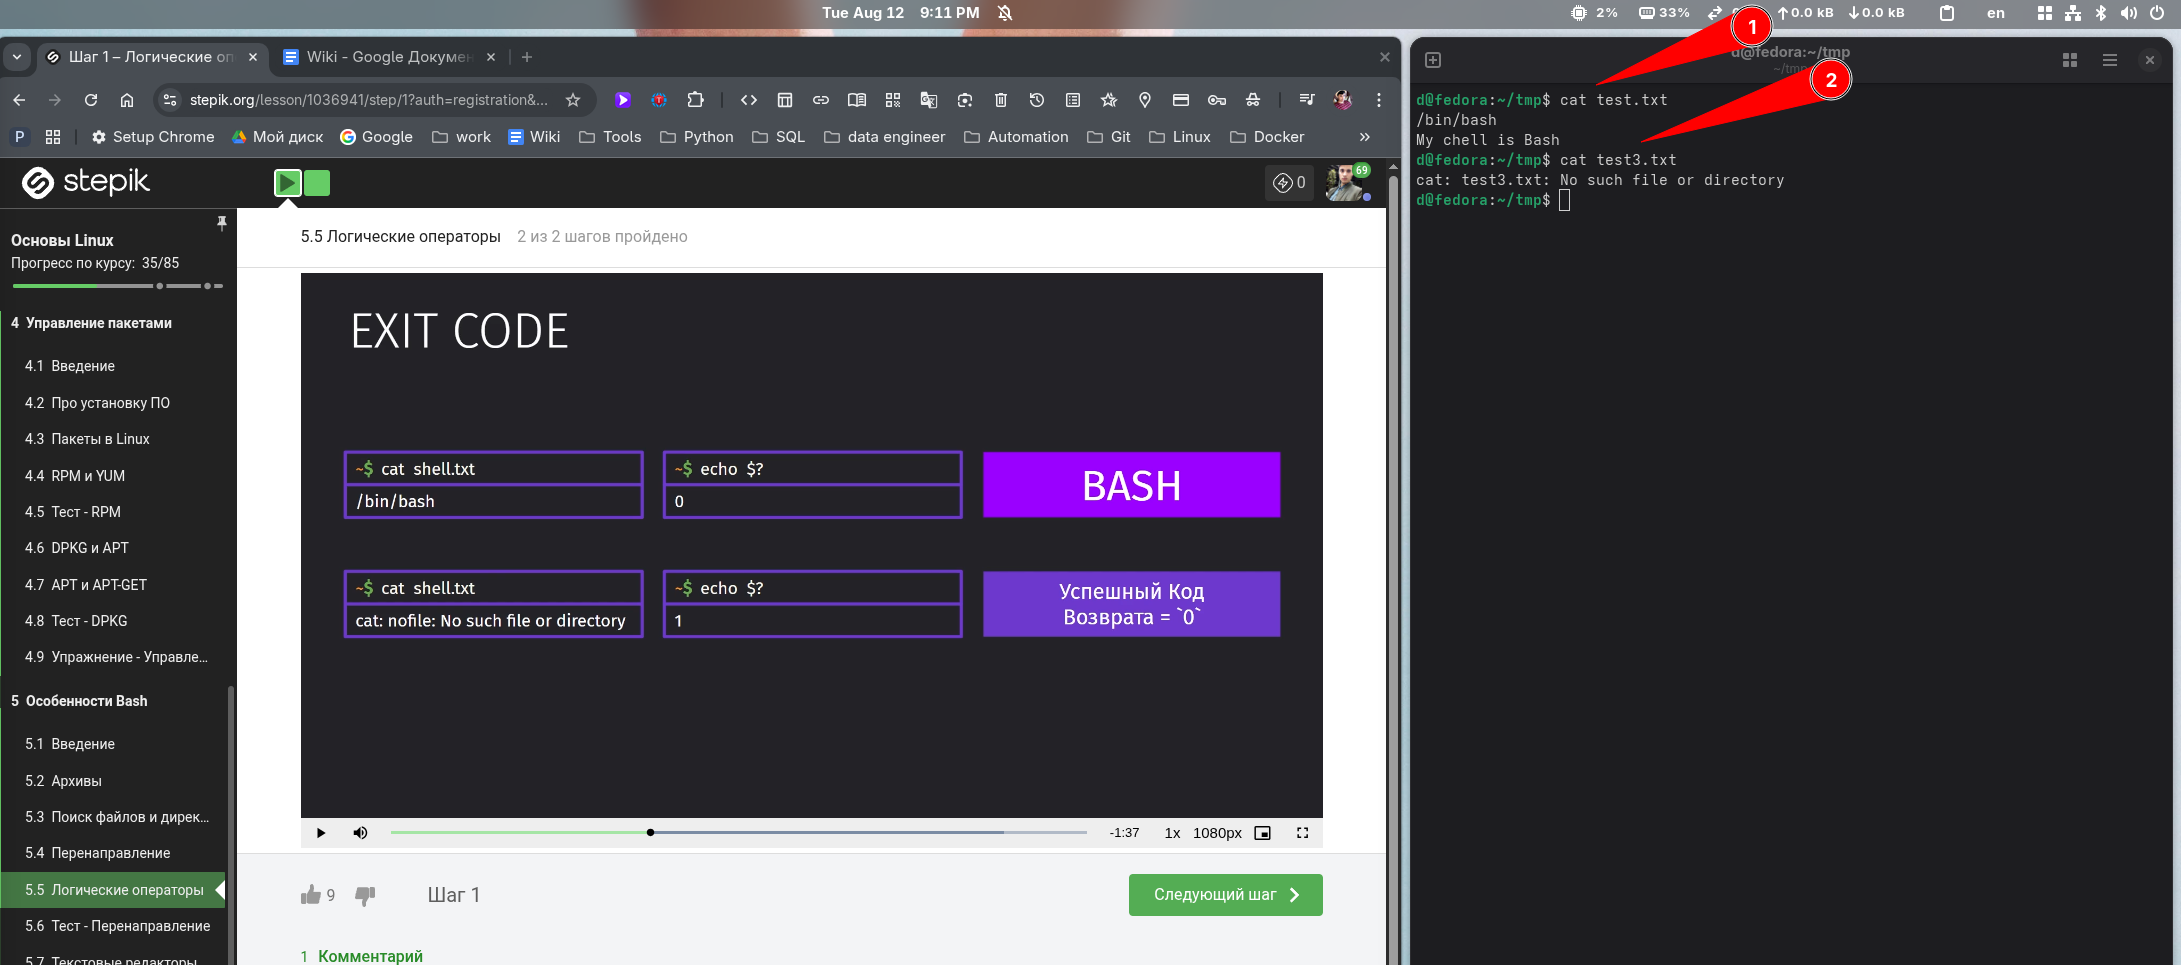 Tue Aug 12 9:11 PM
2% 33% 0.0 kB 0.0 kB en
Шаг 1 – Логические оп
Wiki - Google Докумен
stepik.org/lesson/1036941/step/1?auth=registration&...
P Setup Chrome Мой диск Google work Wiki Tools Python SQL data engineer Automation Git Linux Docker »
stepik
0
69
Основы Linux
Прогресс по курсу: 35/85
4 Управление пакетами
4.1 Введение
4.2 Про установку ПО
4.3 Пакеты в Linux
4.4 RPM и YUM
4.5 Тест - RPM
4.6 DPKG и APT
4.7 APT и APT-GET
4.8 Тест - DPKG
4.9 Упражнение - Управле...
5 Особенности Bash
5.1 Введение
5.2 Архивы
5.3 Поиск файлов и дирек...
5.4 Перенаправление
5.5 Логические операторы
5.6 Тест - Перенаправление
5.7 Текстовые редакторы
5.5 Логические операторы 2 из 2 шагов пройдено
EXIT CODE
~$ cat shell.txt
/bin/bash
~$ echo $?
0
BASH
~$ cat shell.txt
cat: nofile: No such file or directory
~$ echo $?
1
Успешный Код
Возврата = `0`
-1:37 1x 1080px
9
Шаг 1
Следующий шаг
1 Комментарий
1
2
d@fedora:~/tmp
~/tmp
d@fedora:~/tmp$ cat test.txt
/bin/bash
My chell is Bash
d@fedora:~/tmp$ cat test3.txt
cat: test3.txt: No such file or directory
d@fedora:~/tmp$